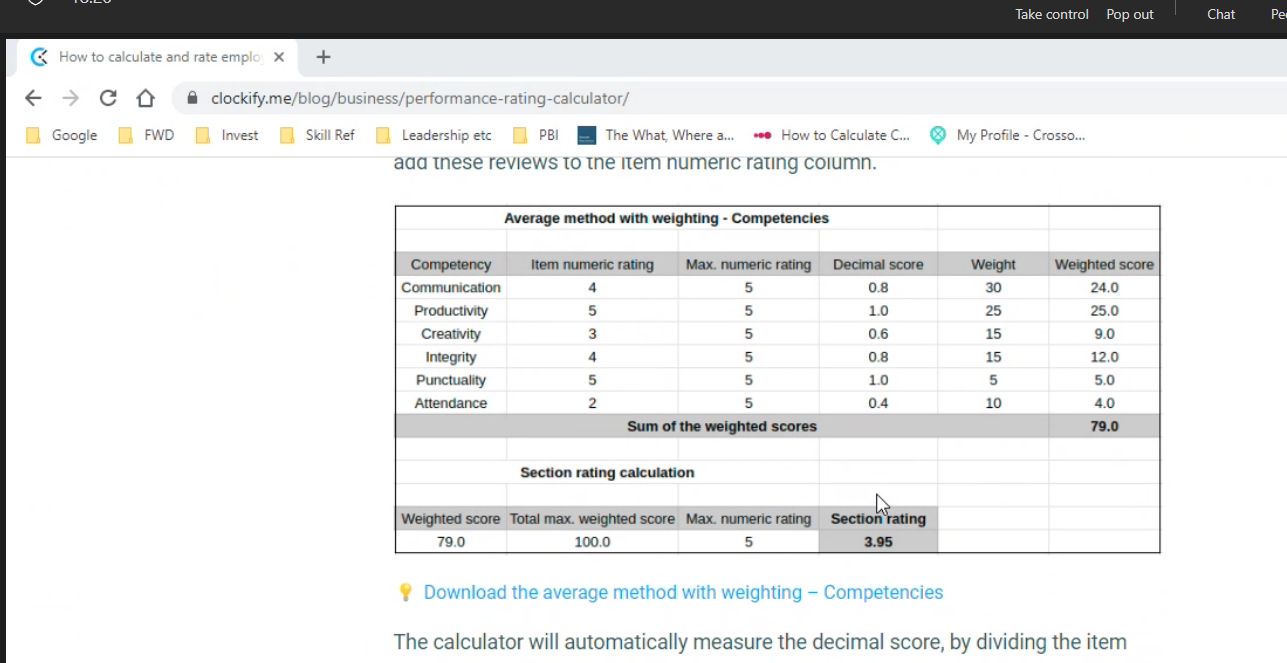 Take control Pop out Chat
How to calculate and rate emplo
clockify.me/blog/business/performance-rating-calculator/
Google FWD Invest Skill Ref Leadership etc PBI The What, Where a... How to Calculate C... My Profile - Crosso...
add these reviews to the item numeric rating column.
Average method with weighting - Competencies
Competency Item numeric rating Max. numeric rating Decimal score Weight Weighted score
Communication 4 5 0.8 30 24.0
Productivity 5 5 1.0 25 25.0
Creativity 3 5 0.6 15 9.0
Integrity 4 5 0.8 15 12.0
Punctuality 5 5 1.0 5 5.0
Attendance 2 5 0.4 10 4.0
Sum of the weighted scores 79.0
Section rating calculation
Weighted score Total max. weighted score Max. numeric rating Section rating
79.0 100.0 5 3.95
Download the average method with weighting – Competencies
The calculator will automatically measure the decimal score, by dividing the item